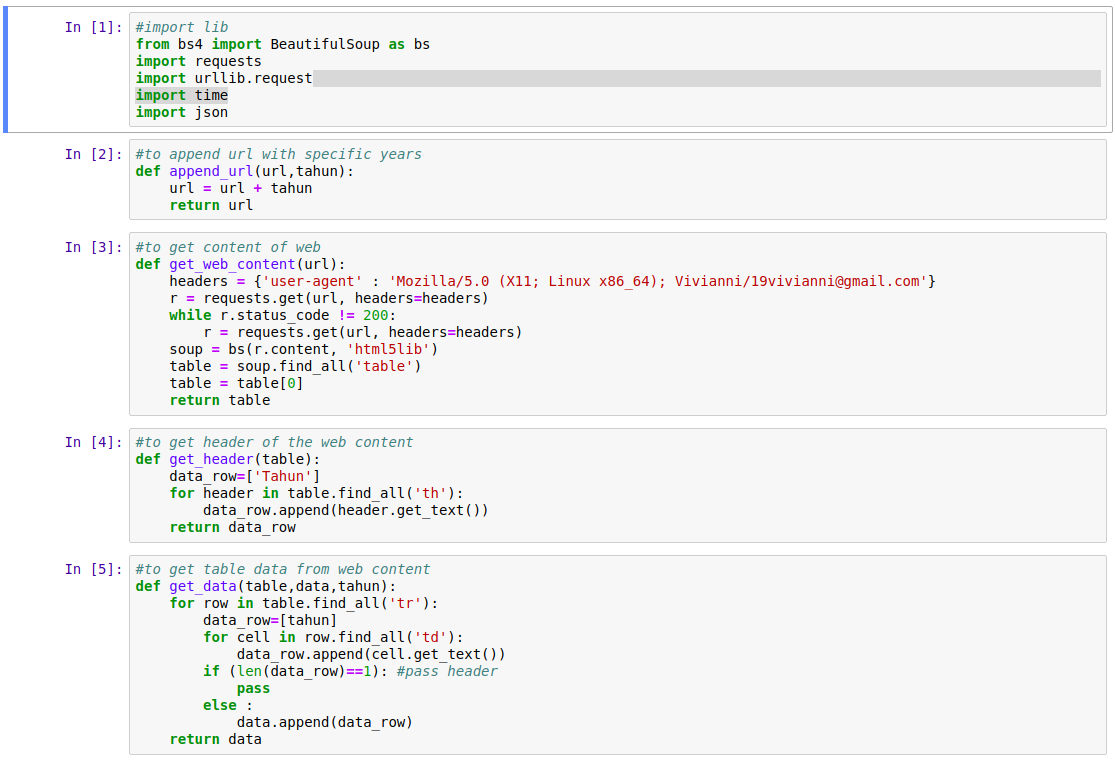 In [1]: #import lib
from bs4 import BeautifulSoup as bs
import requests
import urllib.request
import time
import json
In [2]: #to append url with specific years
def append_url(url,tahun):
    url = url + tahun
    return url
In [3]: #to get content of web
def get_web_content(url):
    headers = {'user-agent' : 'Mozilla/5.0 (X11; Linux x86_64); Vivianni/19vivianni@gmail.com'}
    r = requests.get(url, headers=headers)
    while r.status_code != 200:
        r = requests.get(url, headers=headers)
    soup = bs(r.content, 'html5lib')
    table = soup.find_all('table')
    table = table[0]
    return table
In [4]: #to get header of the web content
def get_header(table):
    data_row=['Tahun']
    for header in table.find_all('th'):
        data_row.append(header.get_text())
    return data_row
In [5]: #to get table data from web content
def get_data(table,data,tahun):
    for row in table.find_all('tr'):
        data_row=[tahun]
        for cell in row.find_all('td'):
            data_row.append(cell.get_text())
        if (len(data_row)==1): #pass header
            pass
        else :
            data.append(data_row)
    return data